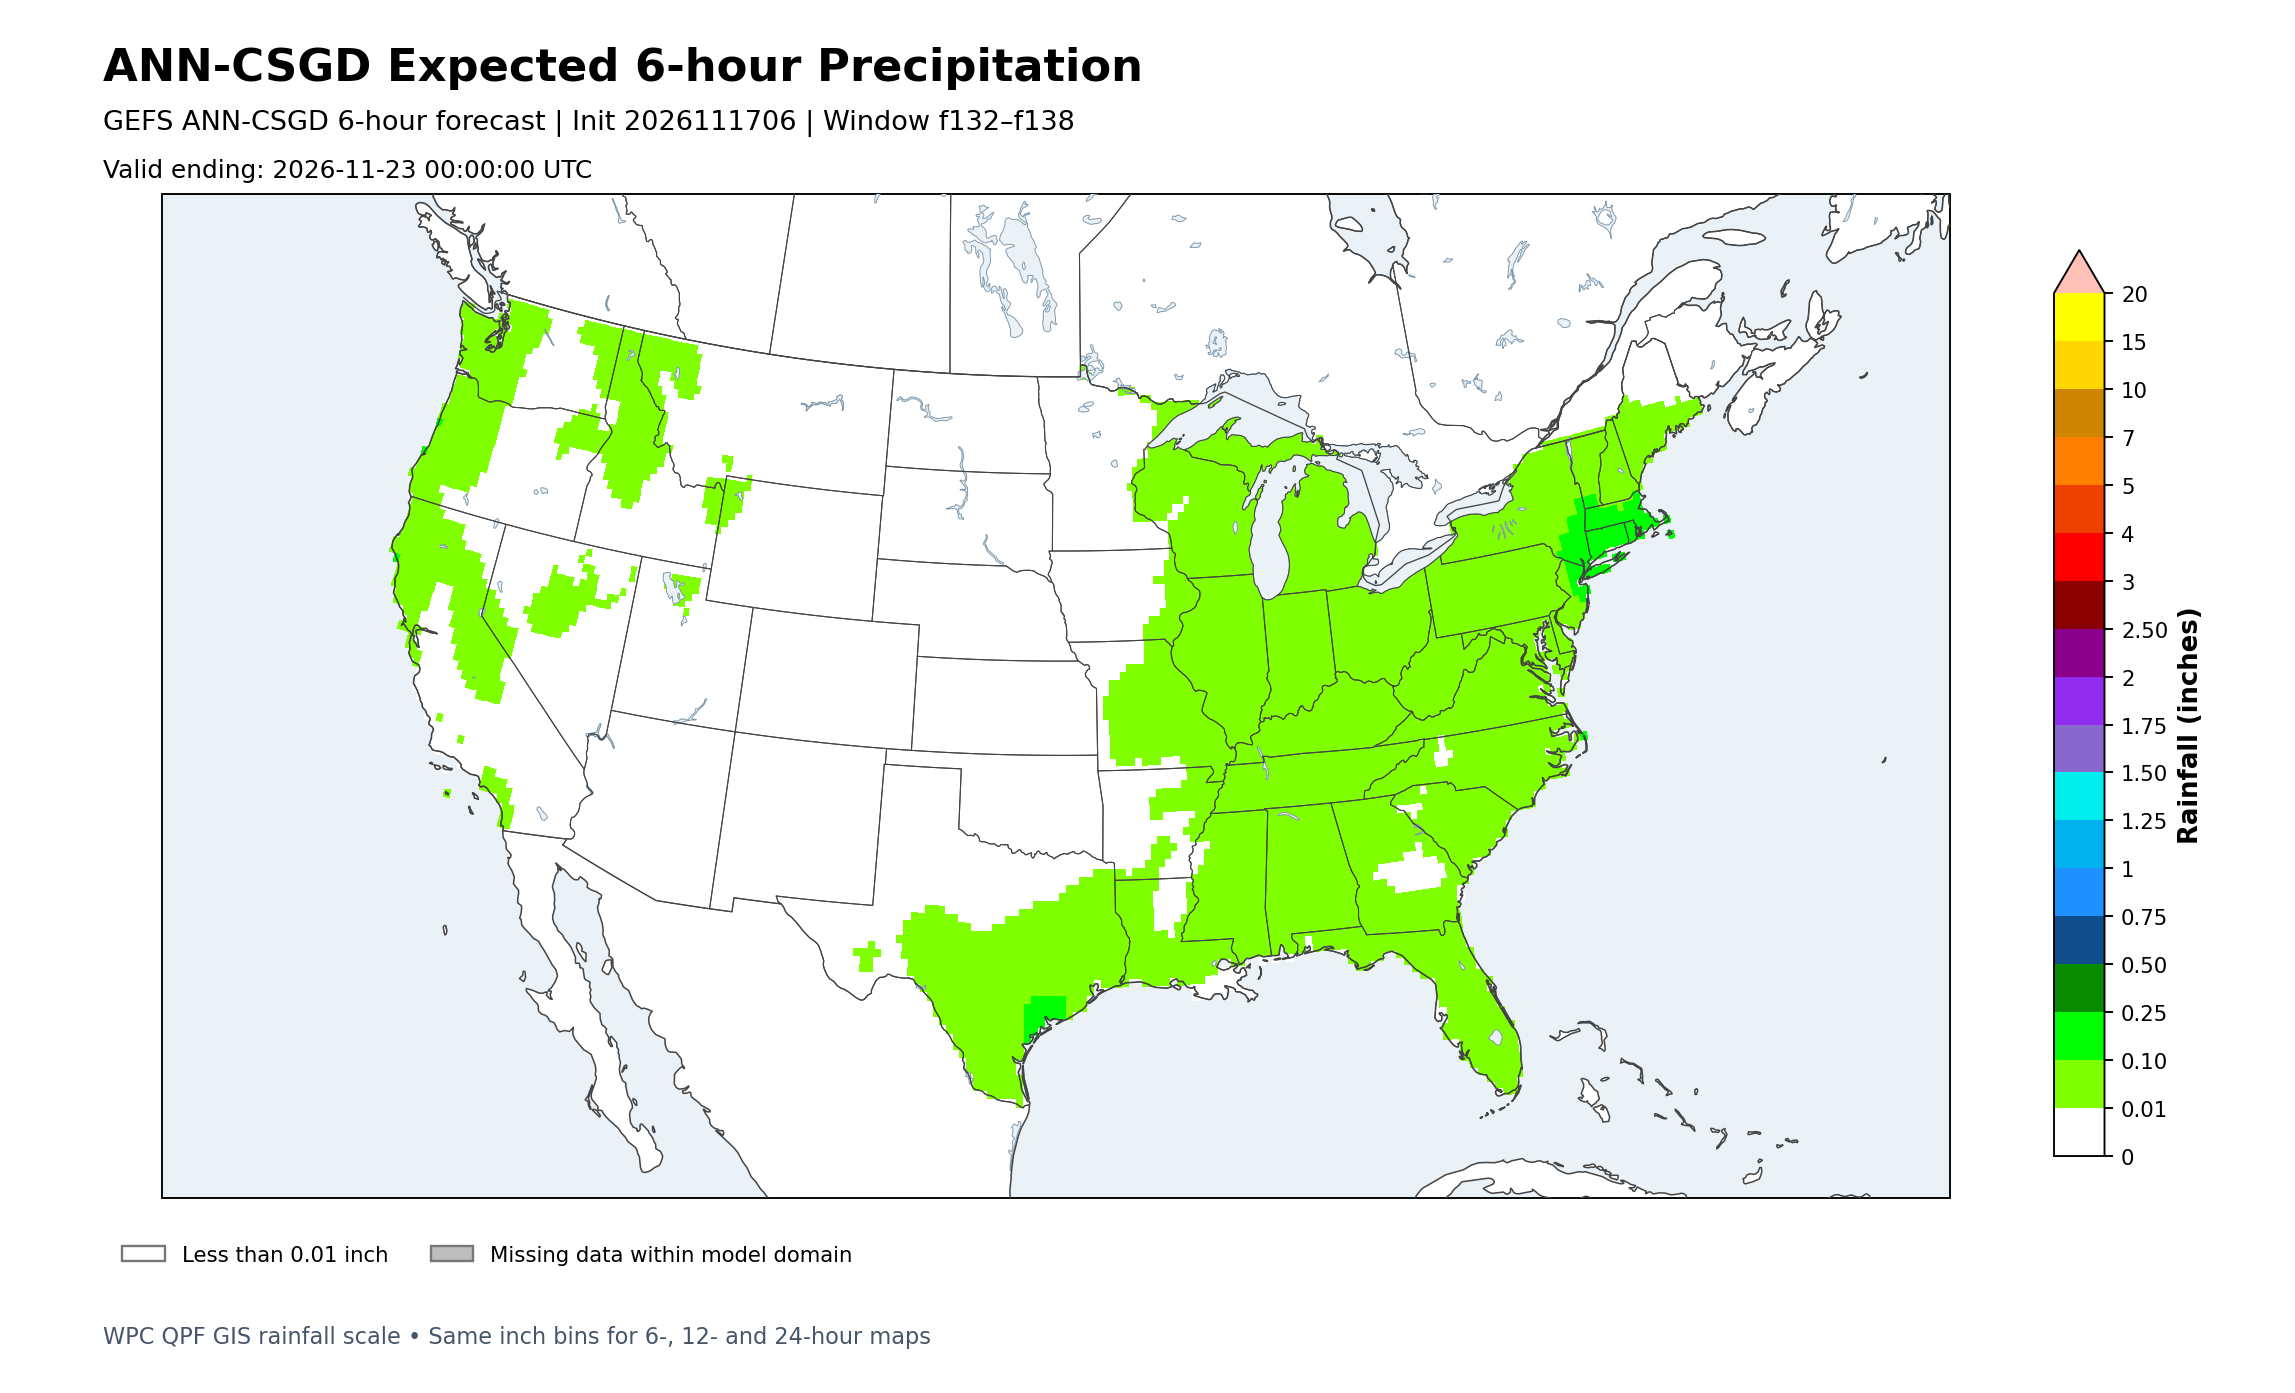 ANN-CSGD Expected 6-hour Precipitation
GEFS ANN-CSGD 6-hour forecast | Init 2026111706 | Window f132–f138
Valid ending: 2026-11-23 00:00:00 UTC
20
15
10
7
5
4
3
2.50
2
1.75
1.50
1.25
1
0.75
0.50
0.25
0.10
0.01
0
Rainfall (inches)
Less than 0.01 inch
Missing data within model domain
WPC QPF GIS rainfall scale • Same inch bins for 6-, 12- and 24-hour maps